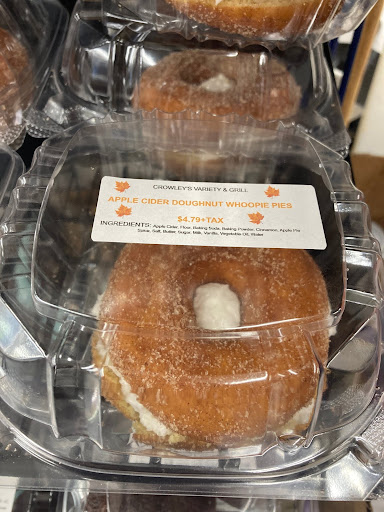 CROWLEY'S VARIETY & GRILL
APPLE CIDER DOUGHNUT WHOOPIE PIES
$4.79+TAX
INGREDIENTS: Apple Cider, Flour, Baking Soda, Baking Powder, Cinnamon, Apple Pie
Spice, Salt, Butter, Sugar, Milk, Vanilla, Vegetable Oil, Water